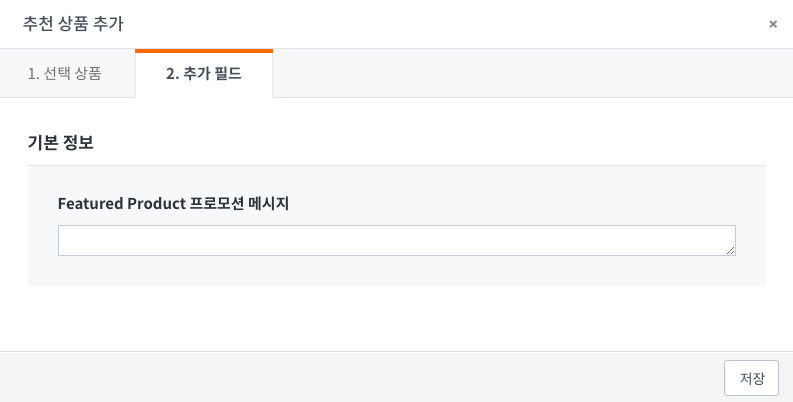 추천 상품 추가
×
1. 선택 상품
2. 추가 필드
기본 정보
Featured Product 프로모션 메시지
저장